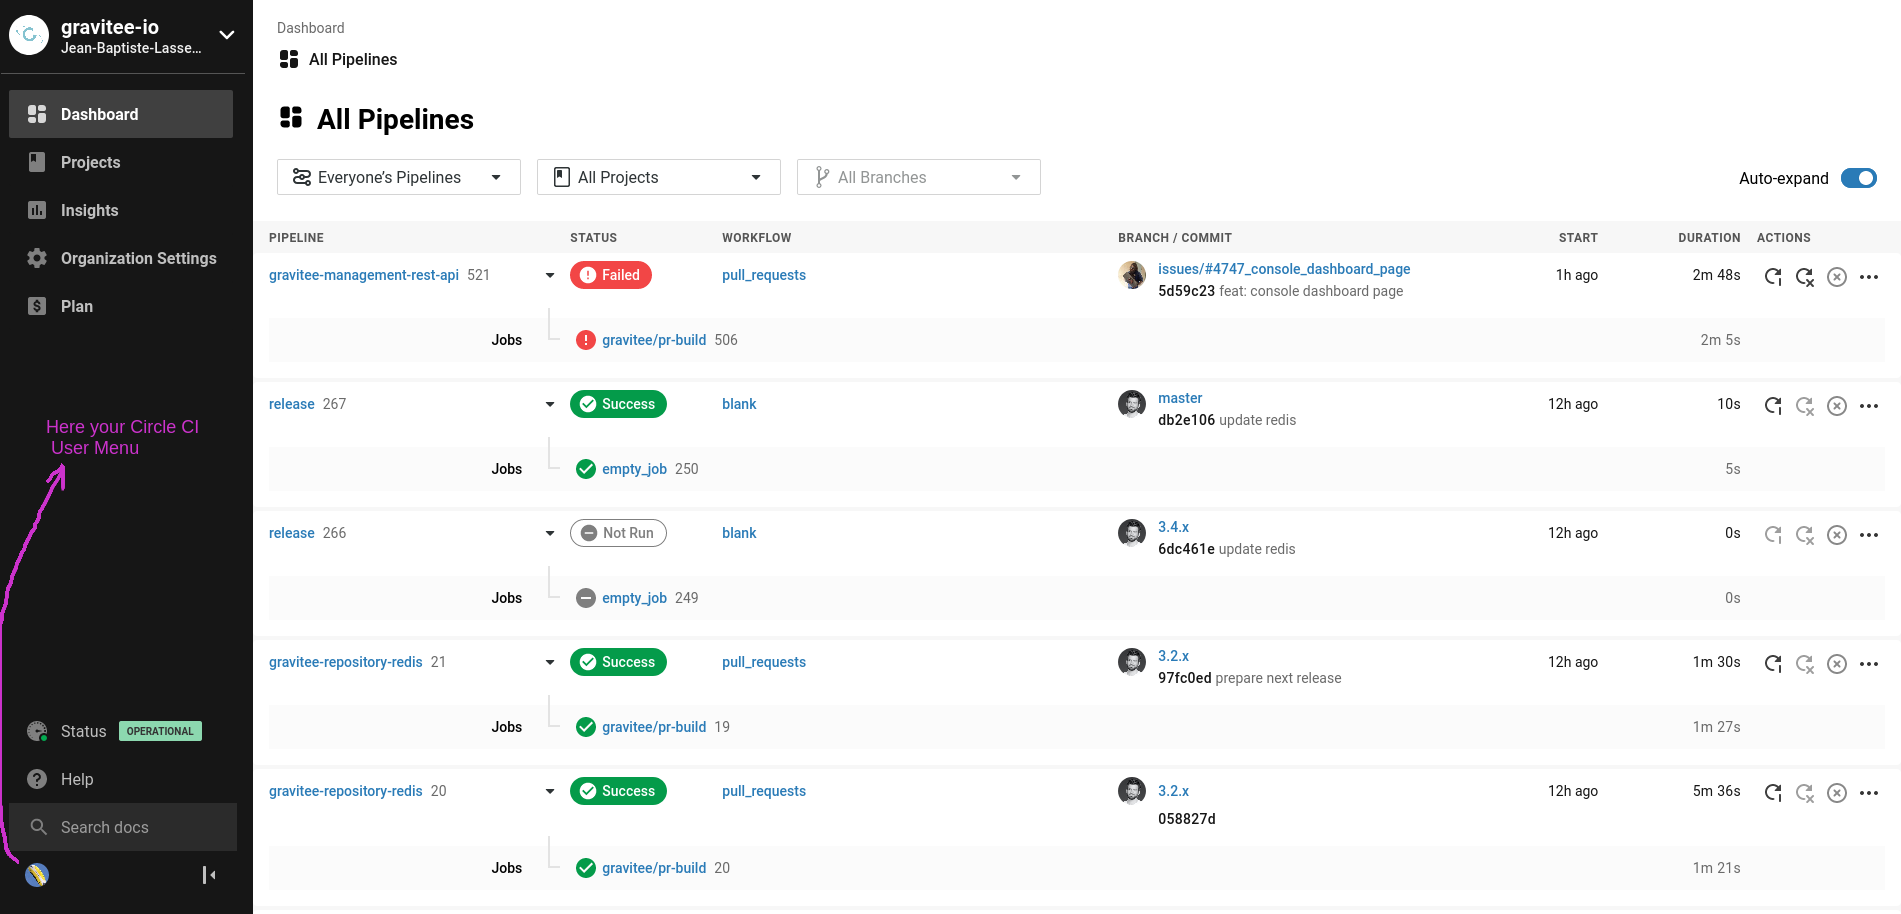 gravitee-io
Jean-Baptiste-Lasse...
Dashboard
Projects
Insights
Organization Settings
Plan
Here your Circle CI
User Menu
Status OPERATIONAL
Help
Search docs
Dashboard
All Pipelines
All Pipelines
Everyone’s Pipelines All Projects All Branches Auto-expand
PIPELINE STATUS WORKFLOW BRANCH / COMMIT START DURATION ACTIONS
gravitee-management-rest-api 521 Failed pull_requests issues/#4747_console_dashboard_page 1h ago 2m 48s
5d59c23 feat: console dashboard page
Jobs gravitee/pr-build 506 2m 5s
release 267 Success blank master 12h ago 10s
db2e106 update redis
Jobs empty_job 250 5s
release 266 Not Run blank 3.4.x 12h ago 0s
6dc461e update redis
Jobs empty_job 249 0s
gravitee-repository-redis 21 Success pull_requests 3.2.x 12h ago 1m 30s
97fc0ed prepare next release
Jobs gravitee/pr-build 19 1m 27s
gravitee-repository-redis 20 Success pull_requests 3.2.x 12h ago 5m 36s
058827d
Jobs gravitee/pr-build 20 1m 21s